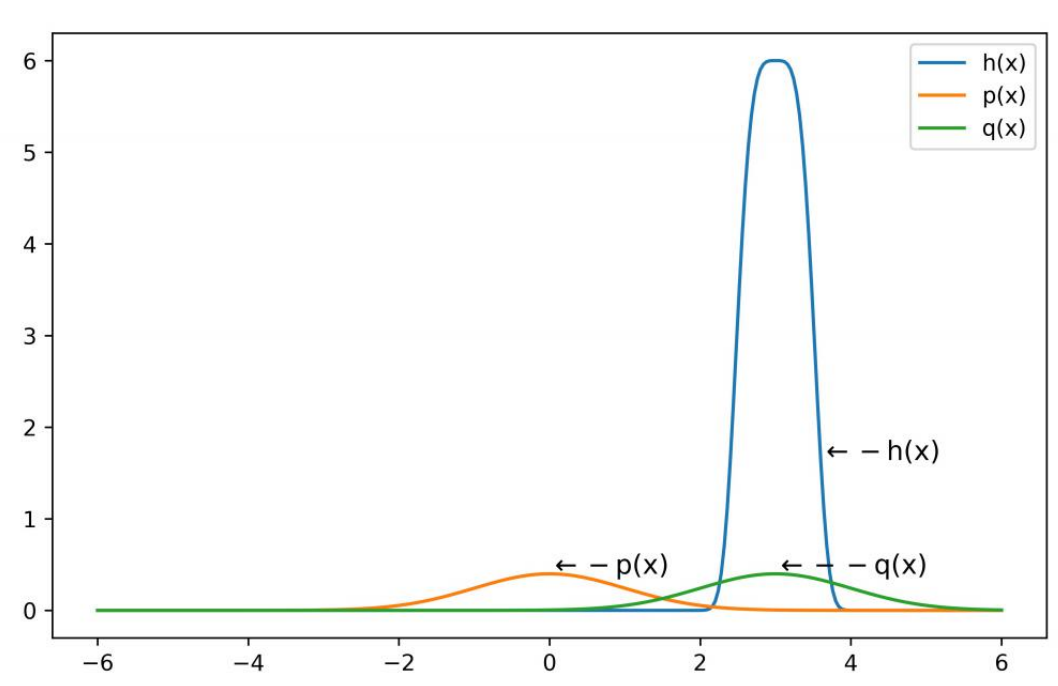 6
h(x)
p(x)
q(x)
5
4
3
2
← − h(x)
1
← − p(x)
← − − q(x)
0
−6
−4
−2
0
2
4
6